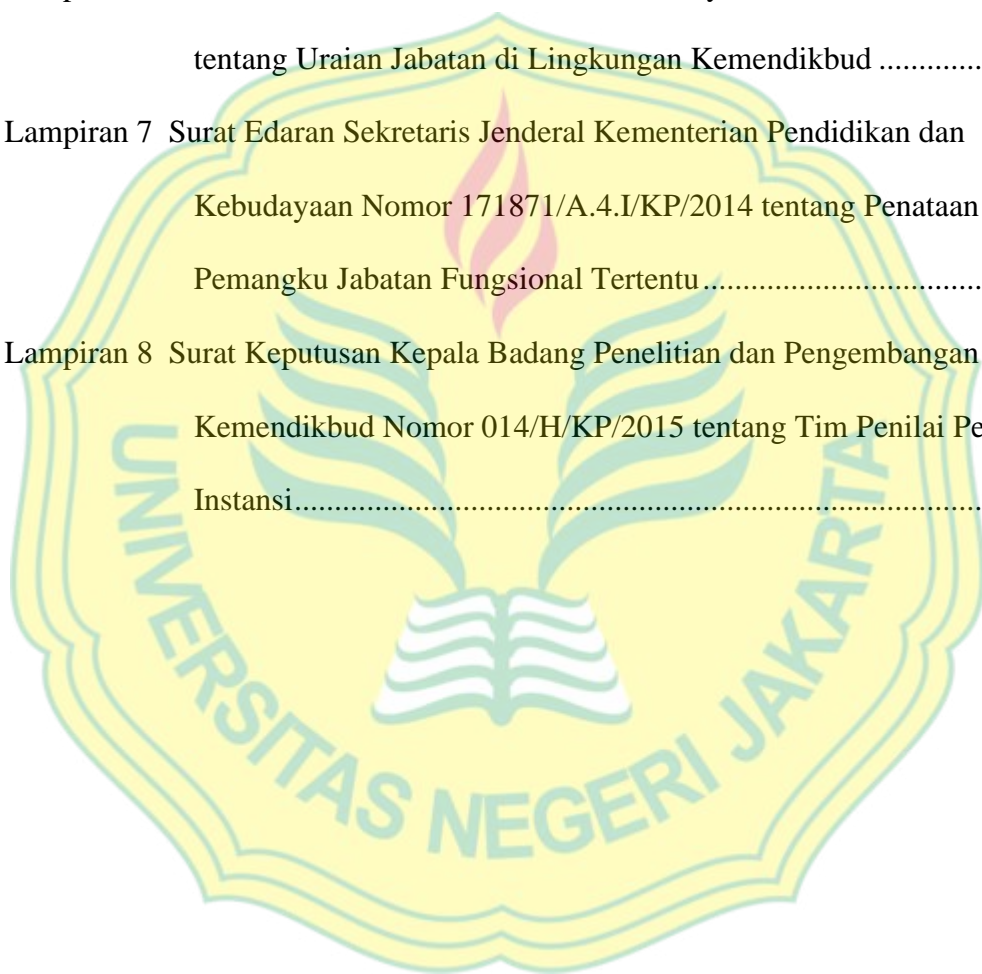 tentang Uraian Jabatan di Lingkungan Kemendikbud .............
Lampiran 7 Surat Edaran Sekretaris Jenderal Kementerian Pendidikan dan
Kebudayaan Nomor 171871/A.4.I/KP/2014 tentang Penataan
Pemangku Jabatan Fungsional Tertentu ..................................
Lampiran 8 Surat Keputusan Kepala Badang Penelitian dan Pengembangan
Kemendikbud Nomor 014/H/KP/2015 tentang Tim Penilai Pe
Instansi.....................................................................................
UNIVERSITAS NEGERI JAKARTA